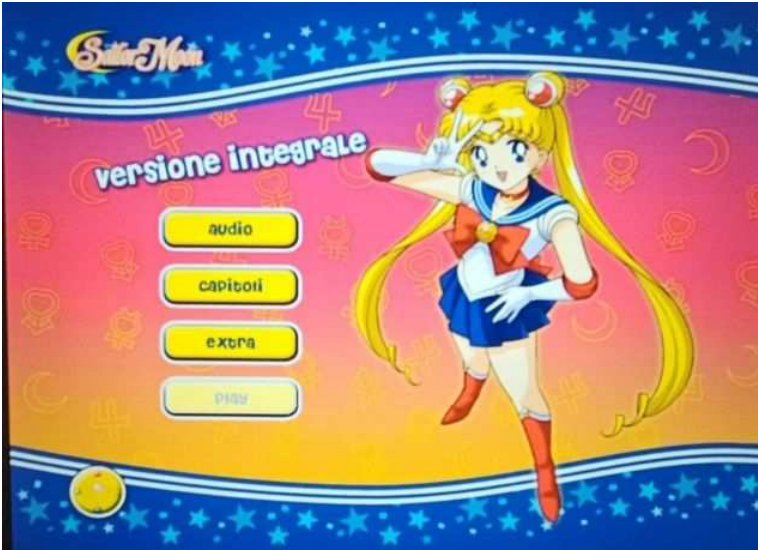 Sailor Moon
versione integrale
audio
capitoli
extra
play